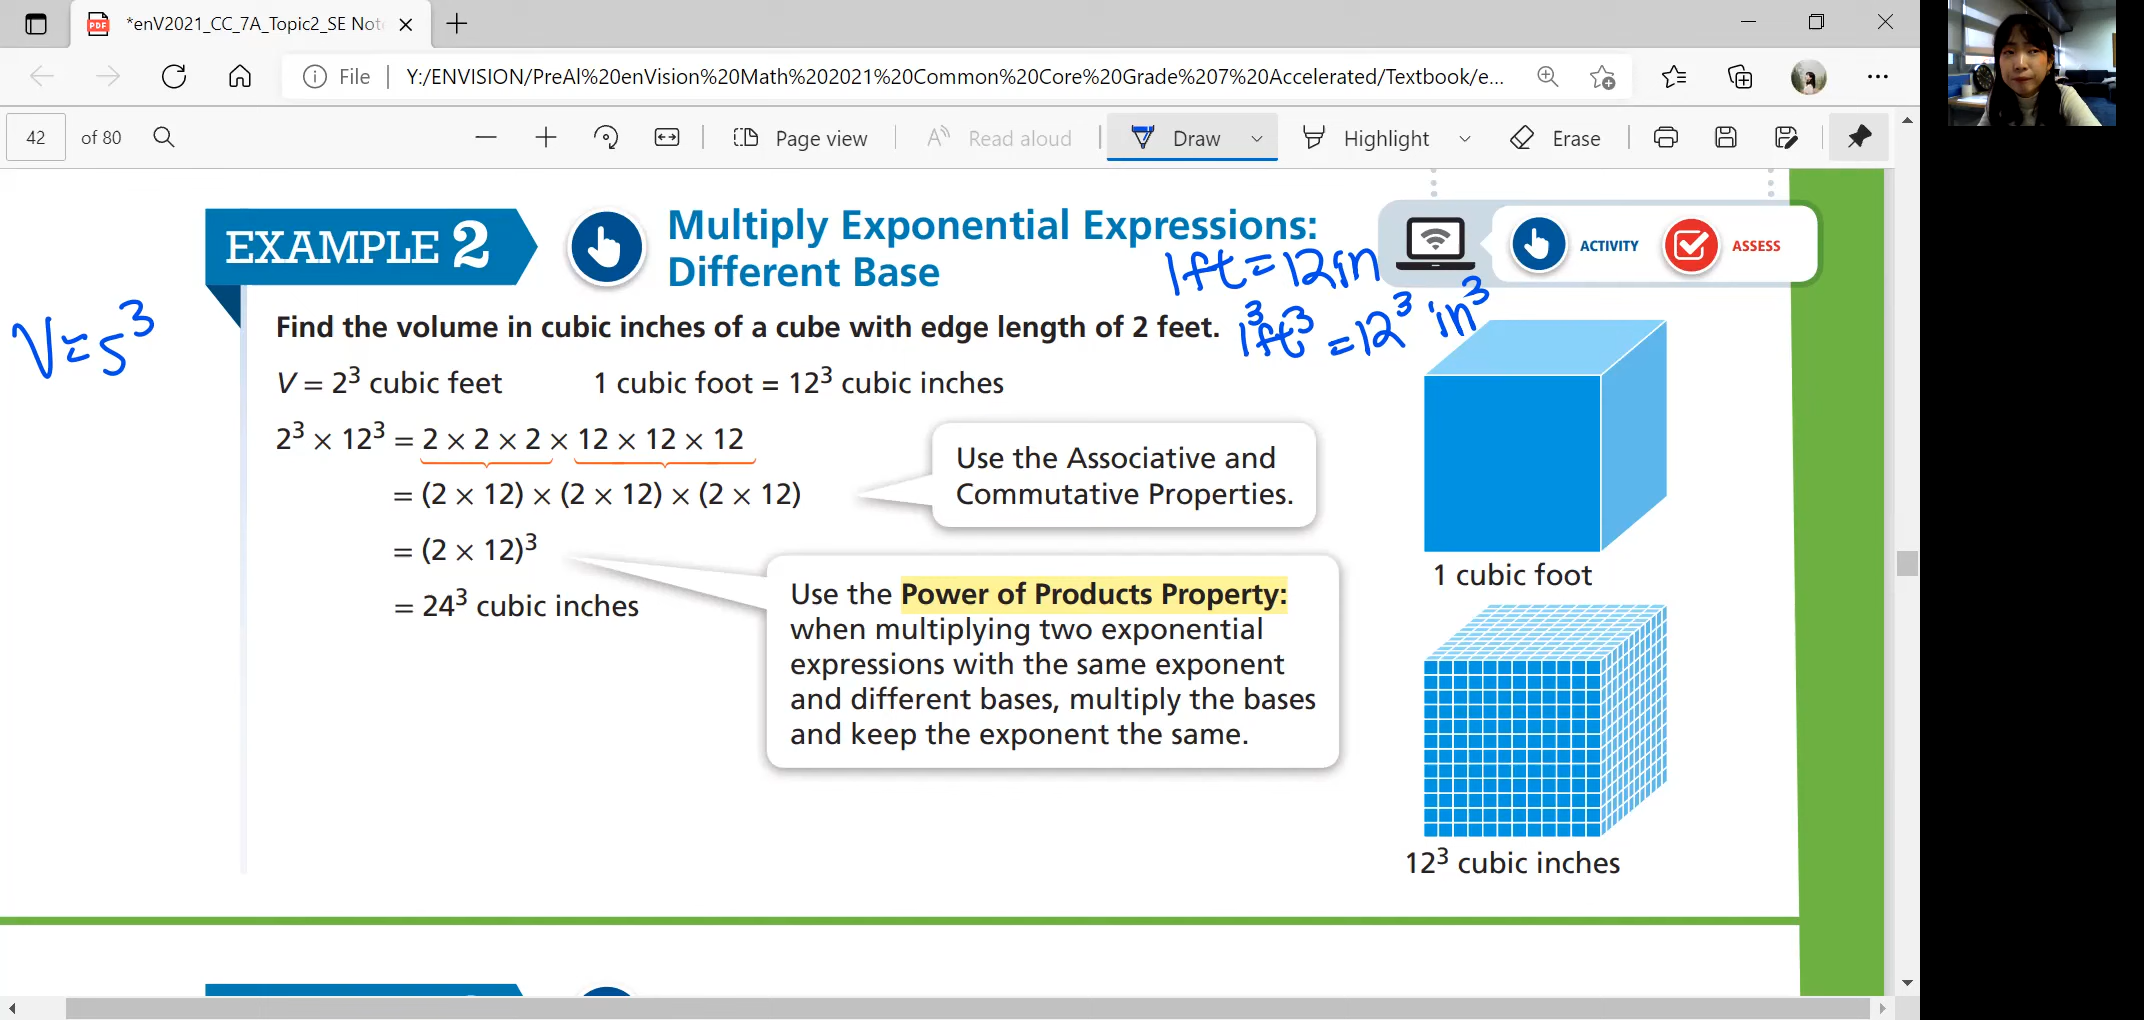 *enV2021_CC_7A_Topic2_SE Not
File
Y:/ENVISION/PreAl%20enVision%20Math%202021%20Common%20Core%20Grade%207%20Accelerated/Textbook/e...
42 of 80
Page view
Read aloud
Draw
Highlight
Erase
EXAMPLE 2
Multiply Exponential Expressions:
Different Base
ACTIVITY
ASSESS
1ft = 12in
1³ft³ = 12³ in³
V = s³
Find the volume in cubic inches of a cube with edge length of 2 feet.
V = 2³ cubic feet 1 cubic foot = 12³ cubic inches
2³ × 12³ = 2 × 2 × 2 × 12 × 12 × 12
= (2 × 12) × (2 × 12) × (2 × 12)
= (2 × 12)³
= 24³ cubic inches
Use the Associative and
Commutative Properties.
Use the Power of Products Property:
when multiplying two exponential
expressions with the same exponent
and different bases, multiply the bases
and keep the exponent the same.
1 cubic foot
12³ cubic inches